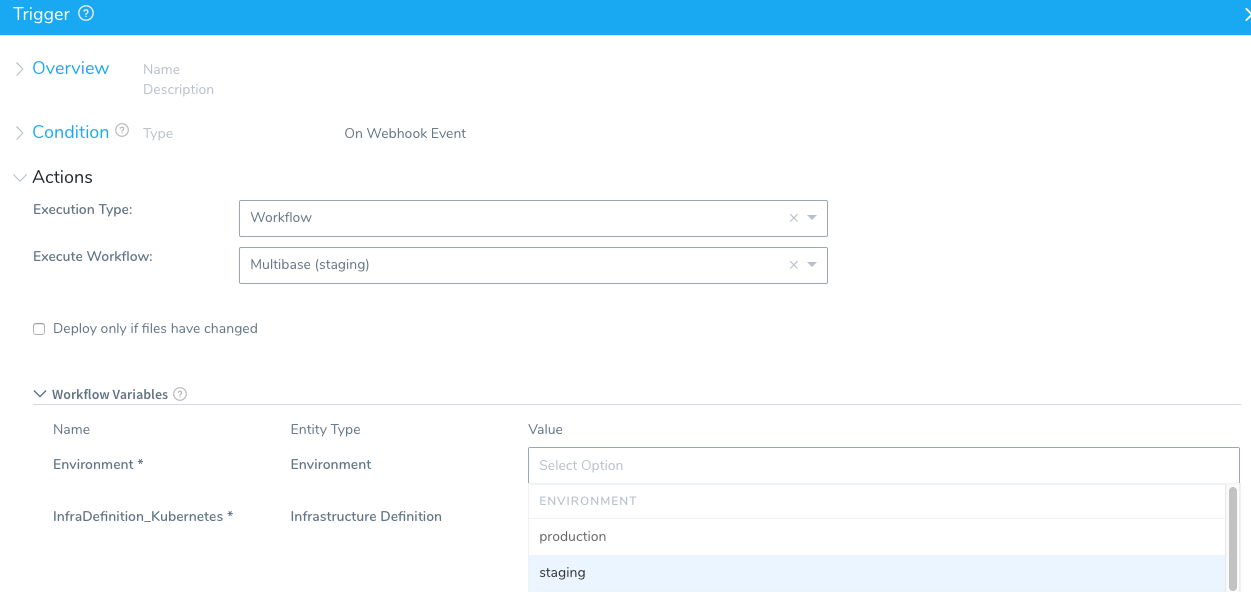 Trigger ?
Overview Name
Description
Condition ? Type On Webhook Event
Actions
Execution Type: Workflow
Execute Workflow: Multibase (staging)
Deploy only if files have changed
Workflow Variables ?
Name Entity Type Value
Environment * Environment Select Option
ENVIRONMENT
InfraDefinition_Kubernetes * Infrastructure Definition
production
staging